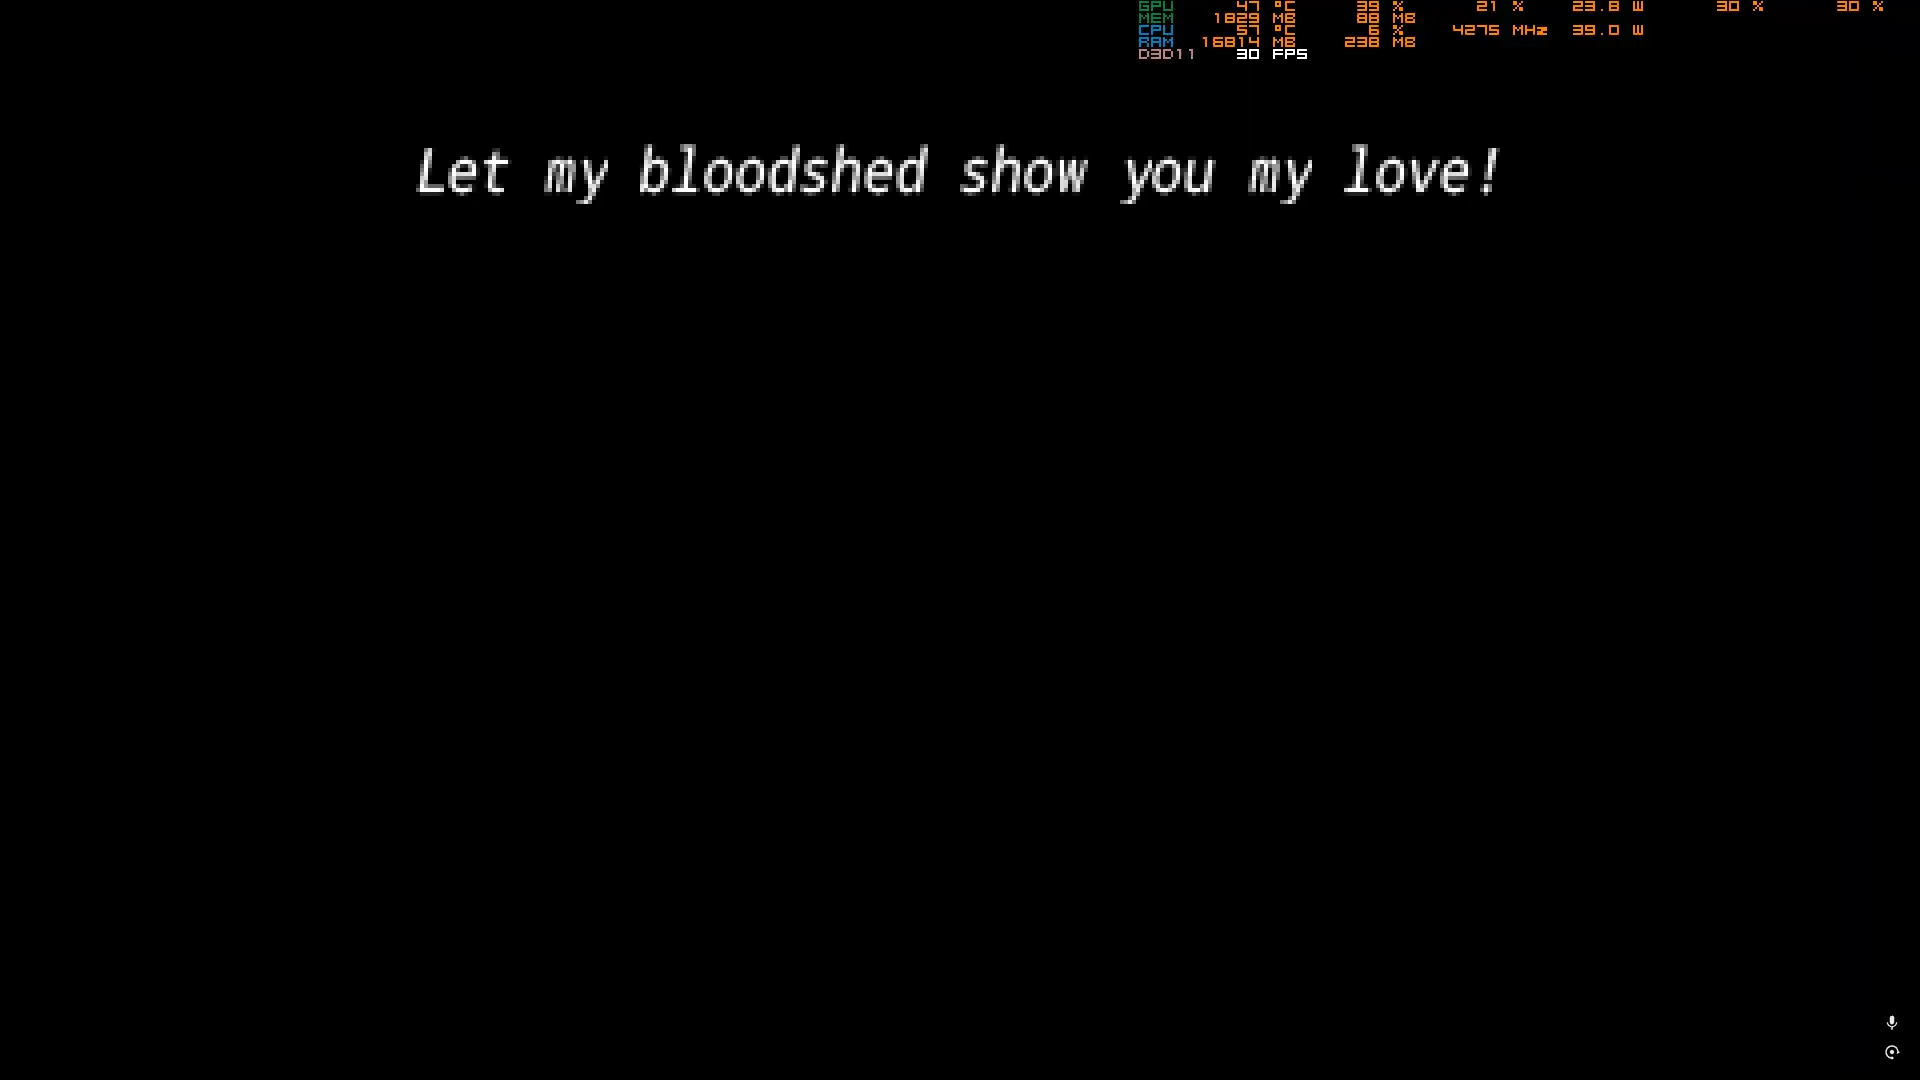 GPU 47 °C 39 % 21 % 23.8 W 30 % 30 %
MEM 1829 MB 88 MB
CPU 57 °C 6 % 4275 MHz 39.0 W
RAM 16814 MB 238 MB
D3D11 30 FPS
Let my bloodshed show you my love!